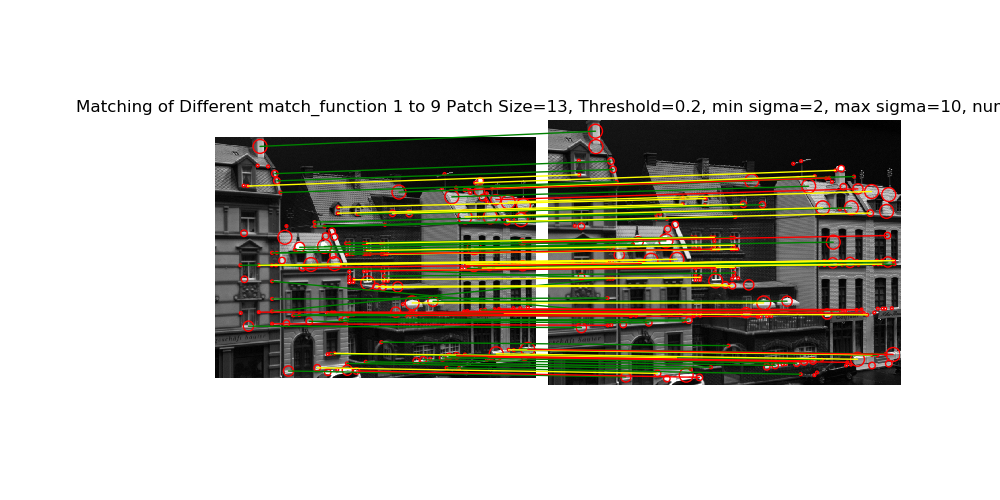 Matching of Different match_function 1 to 9 Patch Size=13, Threshold=0.2, min sigma=2, max sigma=10, nur